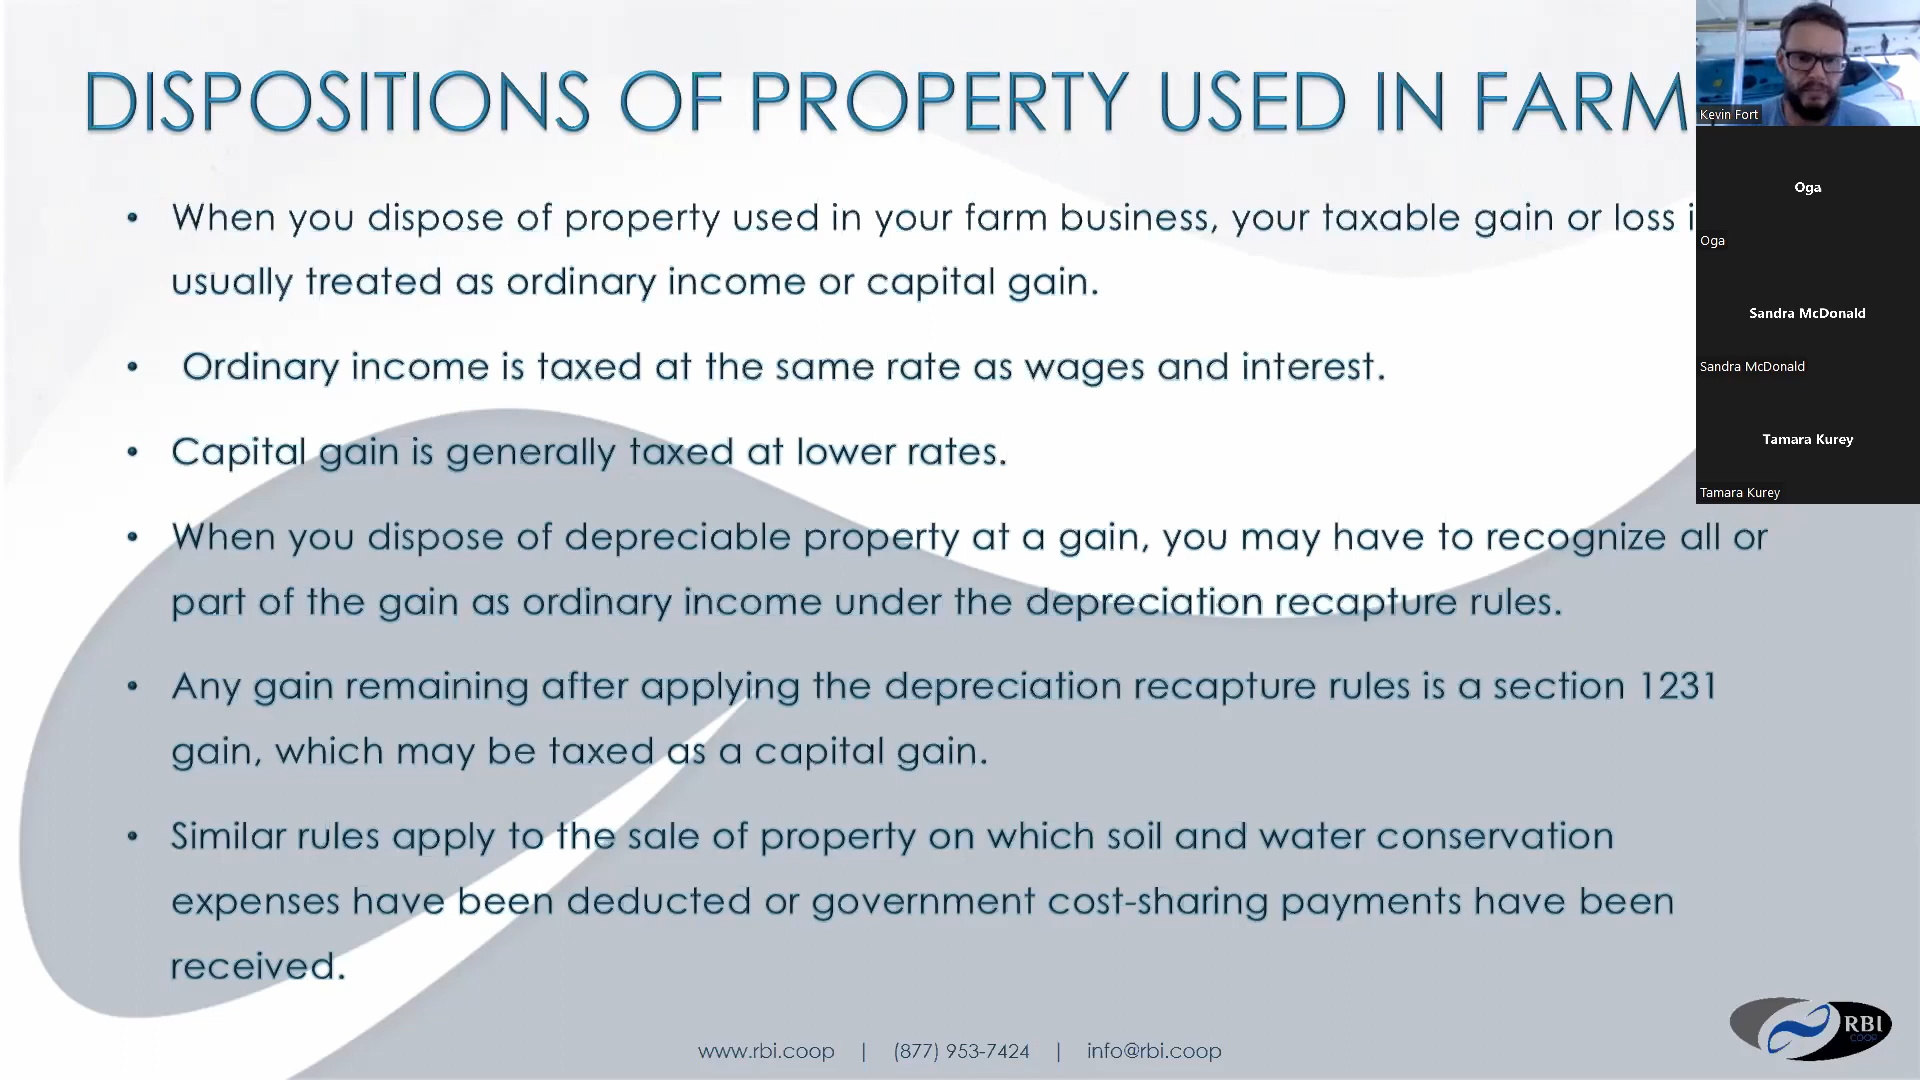 DISPOSITIONS OF PROPERTY USED IN FARM
• When you dispose of property used in your farm business, your taxable gain or loss i
usually treated as ordinary income or capital gain.
• Ordinary income is taxed at the same rate as wages and interest.
• Capital gain is generally taxed at lower rates.
• When you dispose of depreciable property at a gain, you may have to recognize all or
part of the gain as ordinary income under the depreciation recapture rules.
• Any gain remaining after applying the depreciation recapture rules is a section 1231
gain, which may be taxed as a capital gain.
• Similar rules apply to the sale of property on which soil and water conservation
expenses have been deducted or government cost-sharing payments have been
received.
www.rbi.coop | (877) 953-7424 | info@rbi.coop
RBI
COOP
Kevin Fort
Oga
Oga
Sandra McDonald
Sandra McDonald
Tamara Kurey
Tamara Kurey